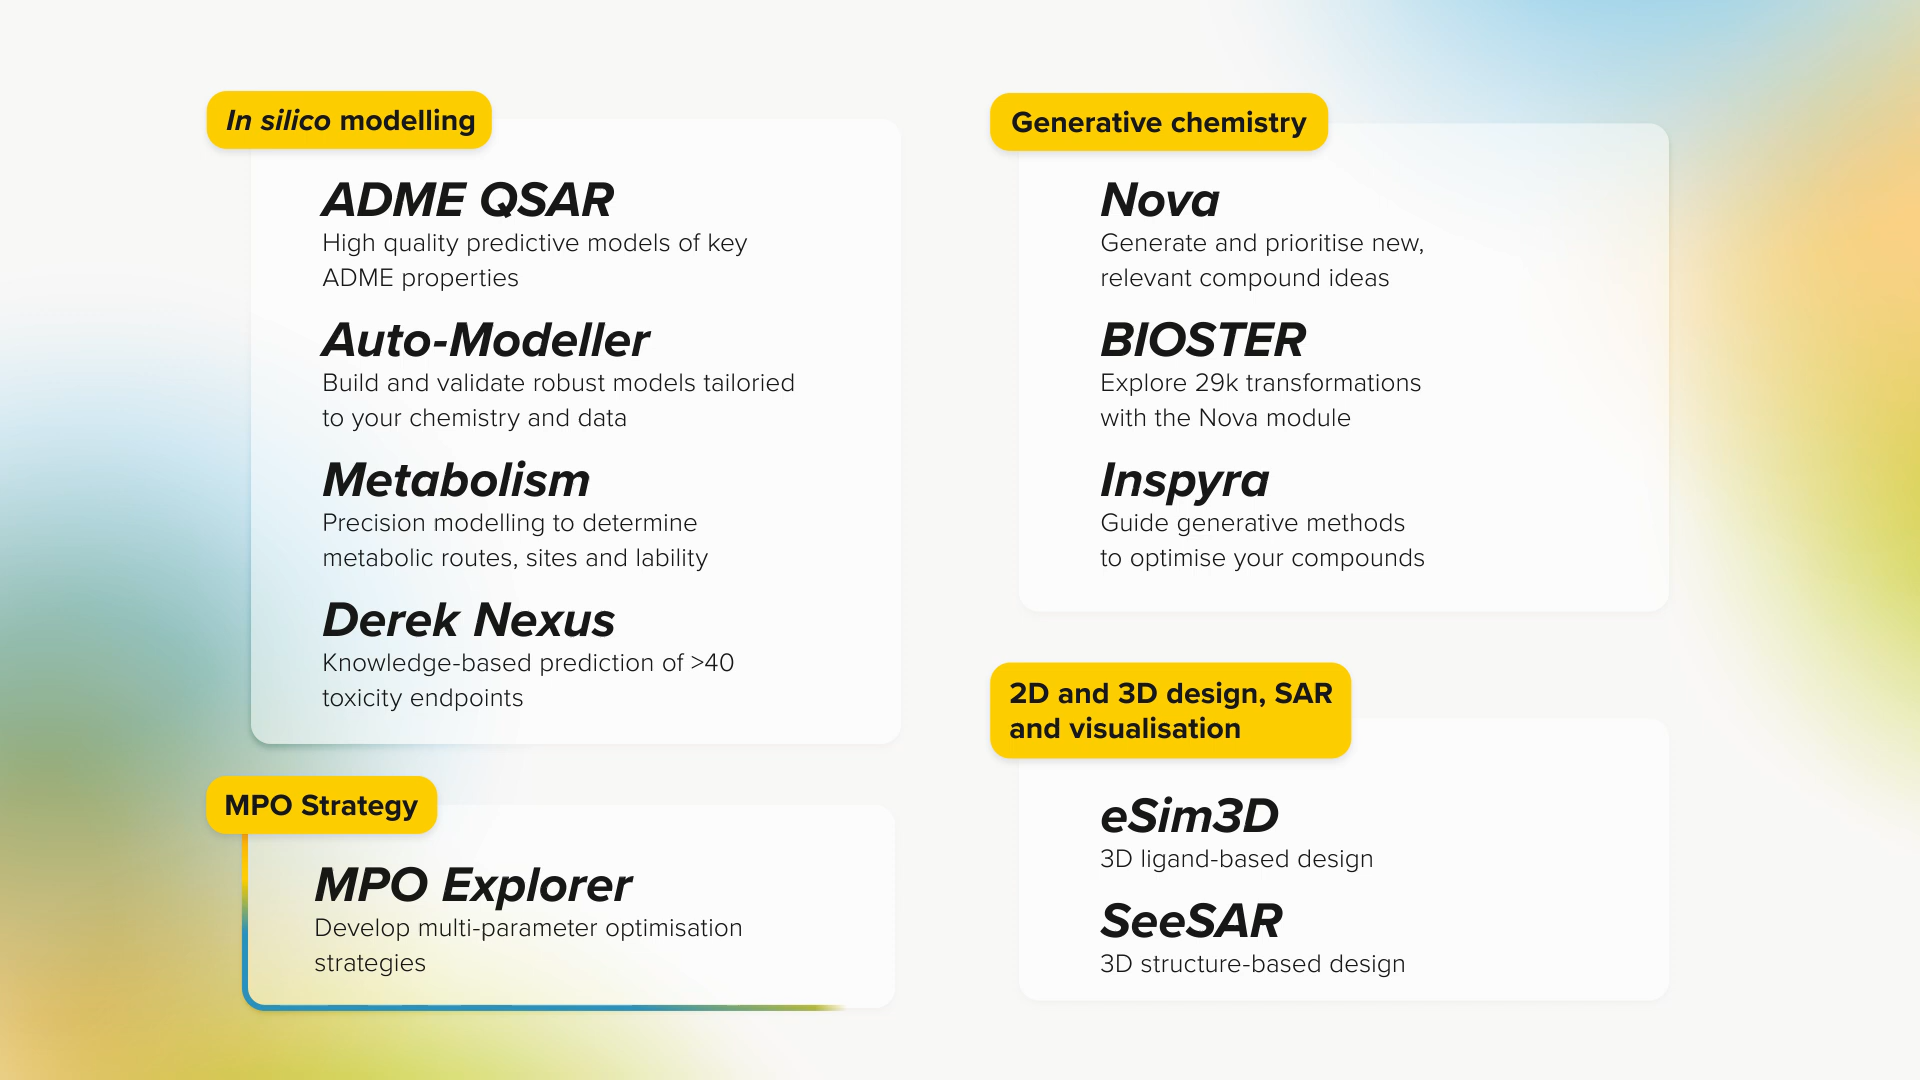 In silico modelling
ADME QSAR
High quality predictive models of key
ADME properties
Auto-Modeller
Build and validate robust models tailoried
to your chemistry and data
Metabolism
Precision modelling to determine
metabolic routes, sites and lability
Derek Nexus
Knowledge-based prediction of >40
toxicity endpoints
MPO Strategy
MPO Explorer
Develop multi-parameter optimisation
strategies
Generative chemistry
Nova
Generate and prioritise new,
relevant compound ideas
BIOSTER
Explore 29k transformations
with the Nova module
Inspyra
Guide generative methods
to optimise your compounds
2D and 3D design, SAR
and visualisation
eSim3D
3D ligand-based design
SeeSAR
3D structure-based design